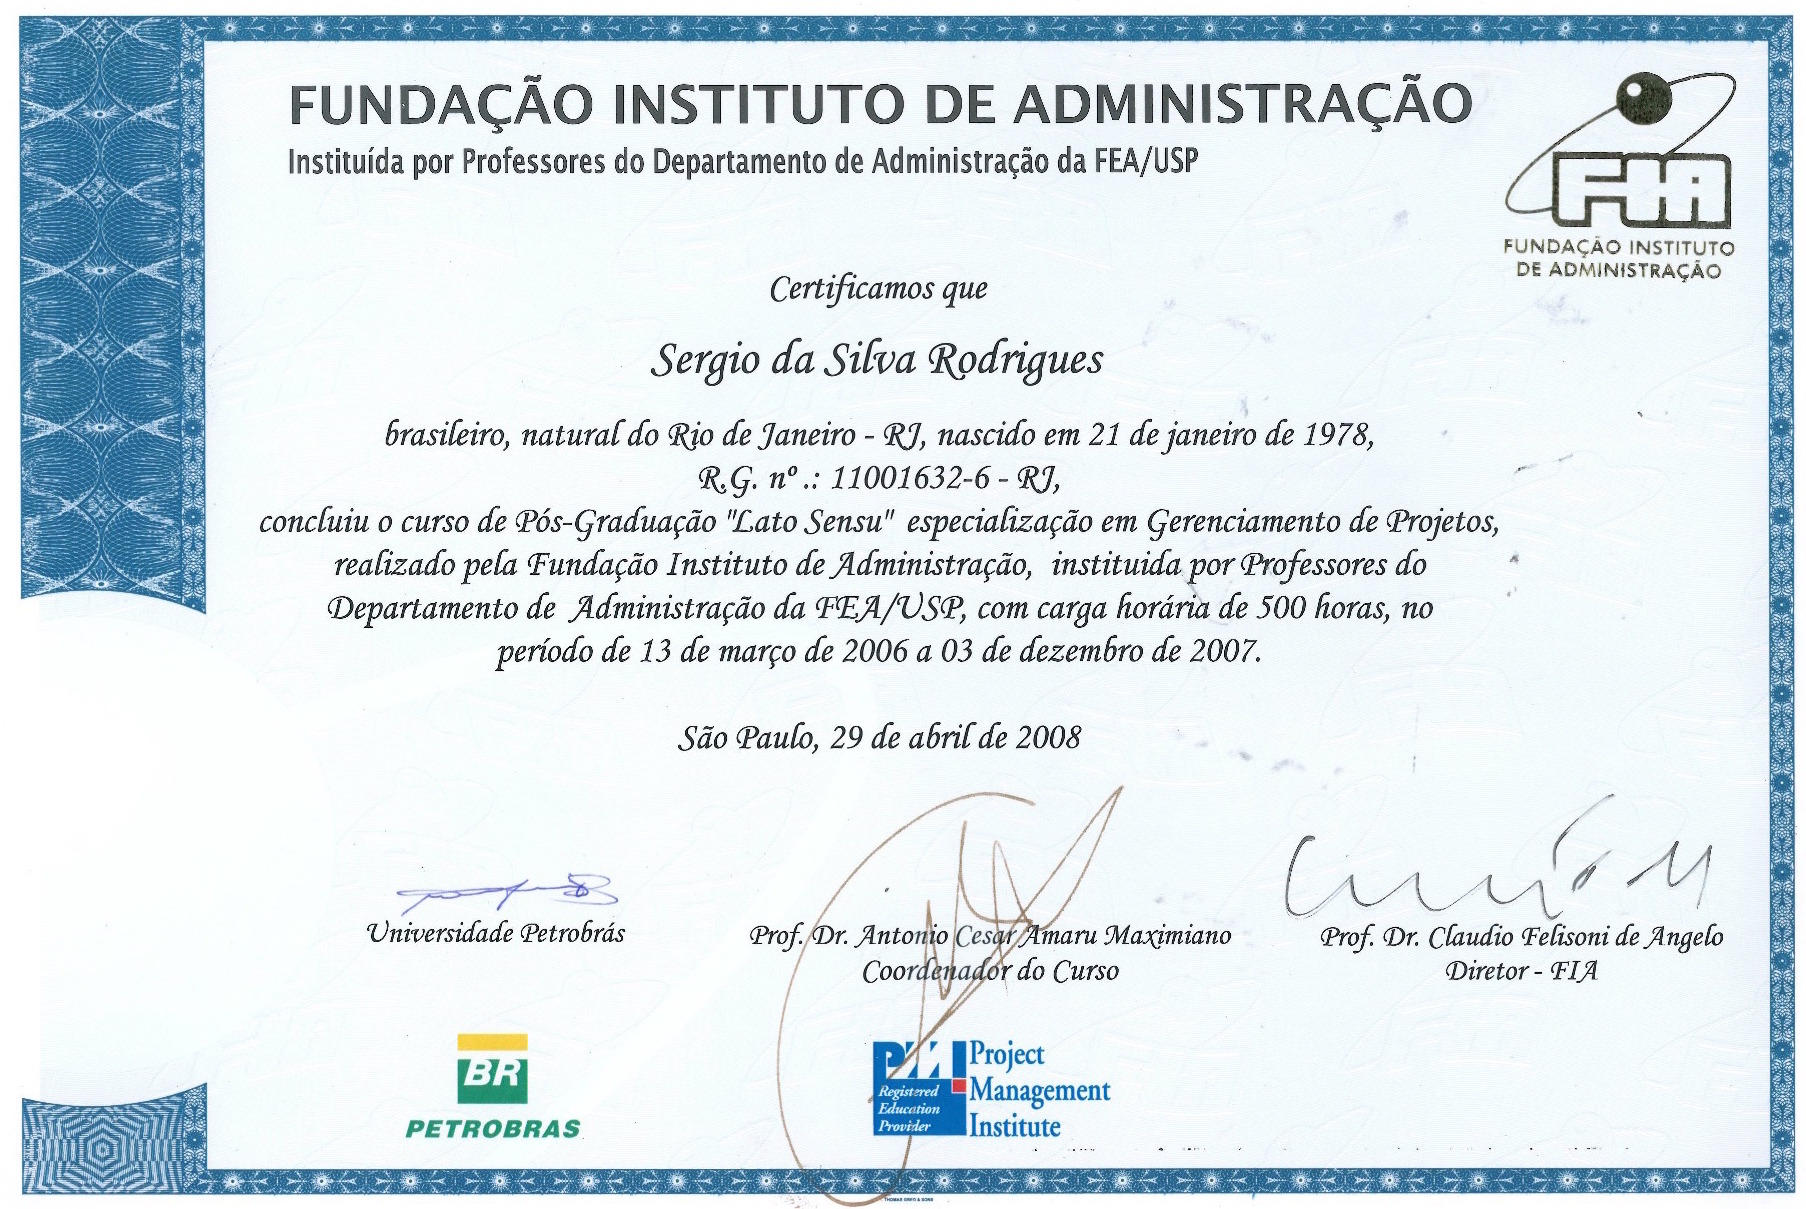 FUNDAÇÃO INSTITUTO DE ADMINISTRAÇÃO
Instituída por Professores do Departamento de Administração da FEA/USP
FIA
FUNDAÇÃO INSTITUTO
DE ADMINISTRAÇÃO
Certificamos que
Sergio da Silva Rodrigues
brasileiro, natural do Rio de Janeiro - RJ, nascido em 21 de janeiro de 1978,
R.G. nº .: 11001632-6 - RJ,
concluiu o curso de Pós-Graduação "Lato Sensu" especialização em Gerenciamento de Projetos,
realizado pela Fundação Instituto de Administração, instituida por Professores do
Departamento de Administração da FEA/USP, com carga horária de 500 horas, no
período de 13 de março de 2006 a 03 de dezembro de 2007.
São Paulo, 29 de abril de 2008
Universidade Petrobrás
Prof. Dr. Antonio Cesar Amaru Maximiano
Coordenador do Curso
Prof. Dr. Claudio Felisoni de Angelo
Diretor - FIA
BR
PETROBRAS
PMI
Registered
Education
Provider
Project
Management
Institute
THOMAS GREG & SONS